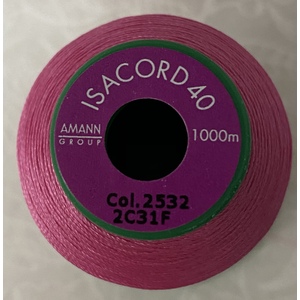 ISACORD 40
AMANN
GROUP
1000m
Col.2532
2C31F